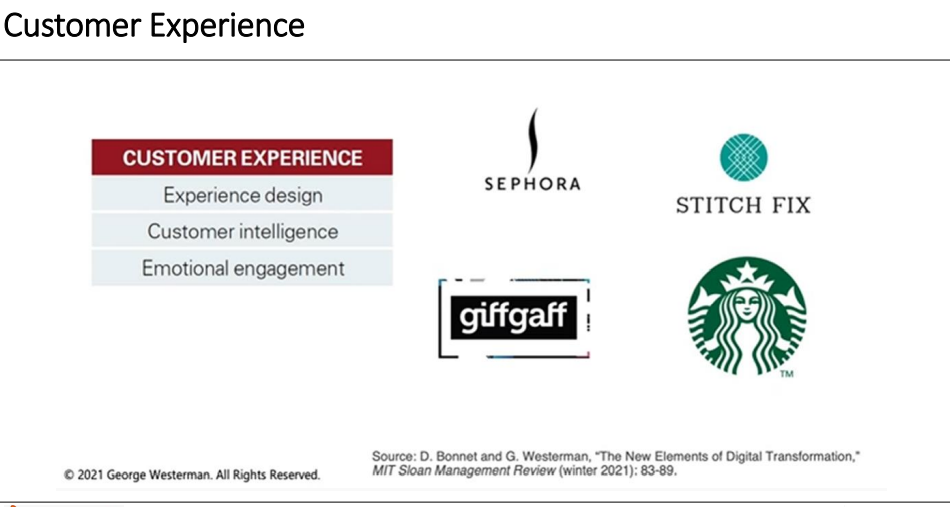 Customer Experience
CUSTOMER EXPERIENCE
Experience design
Customer intelligence
Emotional engagement
SEPHORA
STITCH FIX
giffgaff
TM
Source: D. Bonnet and G. Westerman, “The New Elements of Digital Transformation,”
MIT Sloan Management Review (winter 2021): 83-89.
© 2021 George Westerman. All Rights Reserved.